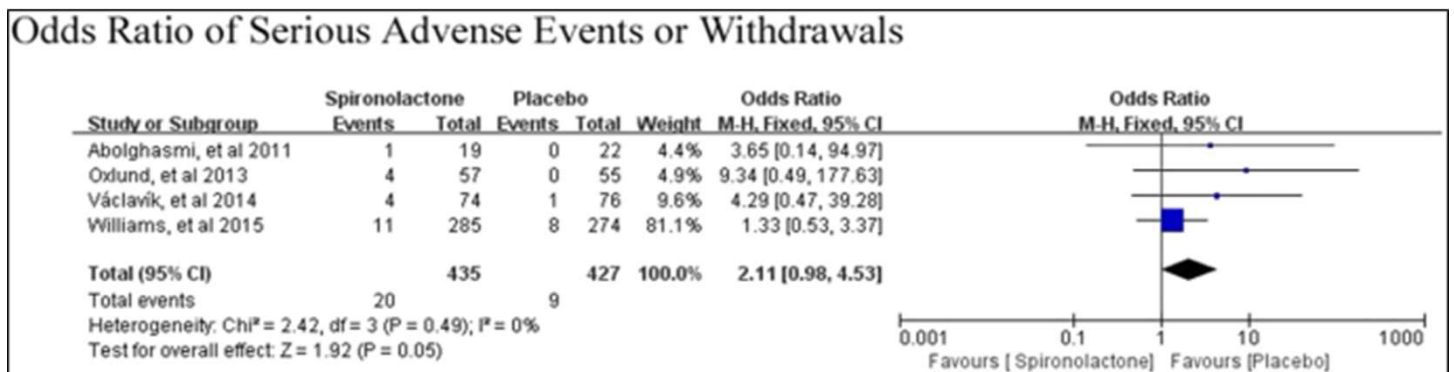 Odds Ratio of Serious Advense Events or Withdrawals
Spironolactone Placebo Odds Ratio Odds Ratio
Study or Subgroup Events Total Events Total Weight M-H, Fixed, 95% CI M-H, Fixed, 95% CI
Abolghasmi, et al 2011 1 19 0 22 4.4% 3.65 [0.14, 94.97]
Oxlund, et al 2013 4 57 0 55 4.9% 9.34 [0.49, 177.63]
Václavík, et al 2014 4 74 1 76 9.6% 4.29 [0.47, 39.28]
Williams, et al 2015 11 285 8 274 81.1% 1.33 [0.53, 3.37]
Total (95% CI) 435 427 100.0% 2.11 [0.98, 4.53]
Total events 20 9
Heterogeneity: Chi² = 2.42, df = 3 (P = 0.49); I² = 0%
Test for overall effect: Z = 1.92 (P = 0.05)
0.001 0.1 1 10 1000
Favours [ Spironolactone] Favours [Placebo]